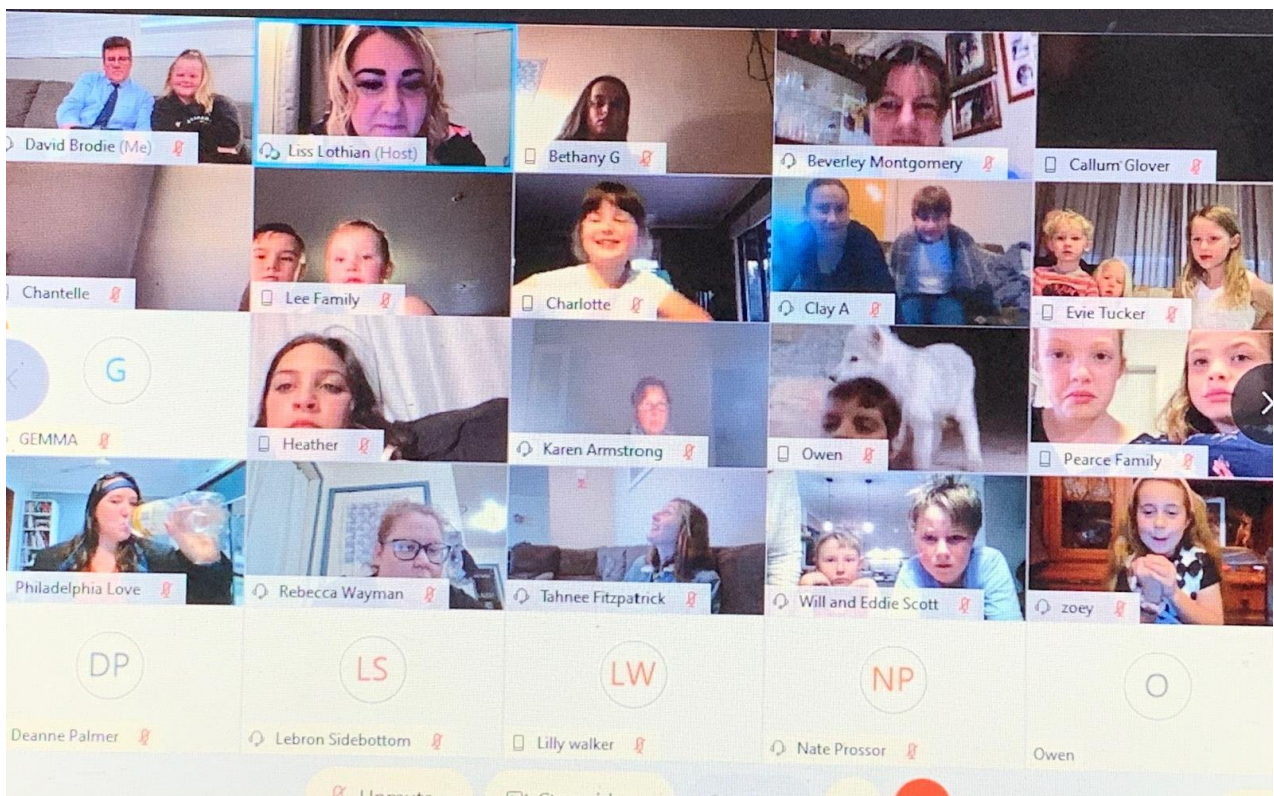 David Brodie (Me)
Liss Lothian (Host)
Bethany G
Beverley Montgomery
Callum Glover
Chantelle
Lee Family
Charlotte
Clay A
Evie Tucker
G
GEMMA
Heather
Karen Armstrong
Owen
Pearce Family
Philadelphia Love
Rebecca Wayman
Tahnee Fitzpatrick
Will and Eddie Scott
zoey
DP
Deanne Palmer
LS
Lebron Sidebottom
LW
Lilly walker
NP
Nate Prossor
O
Owen